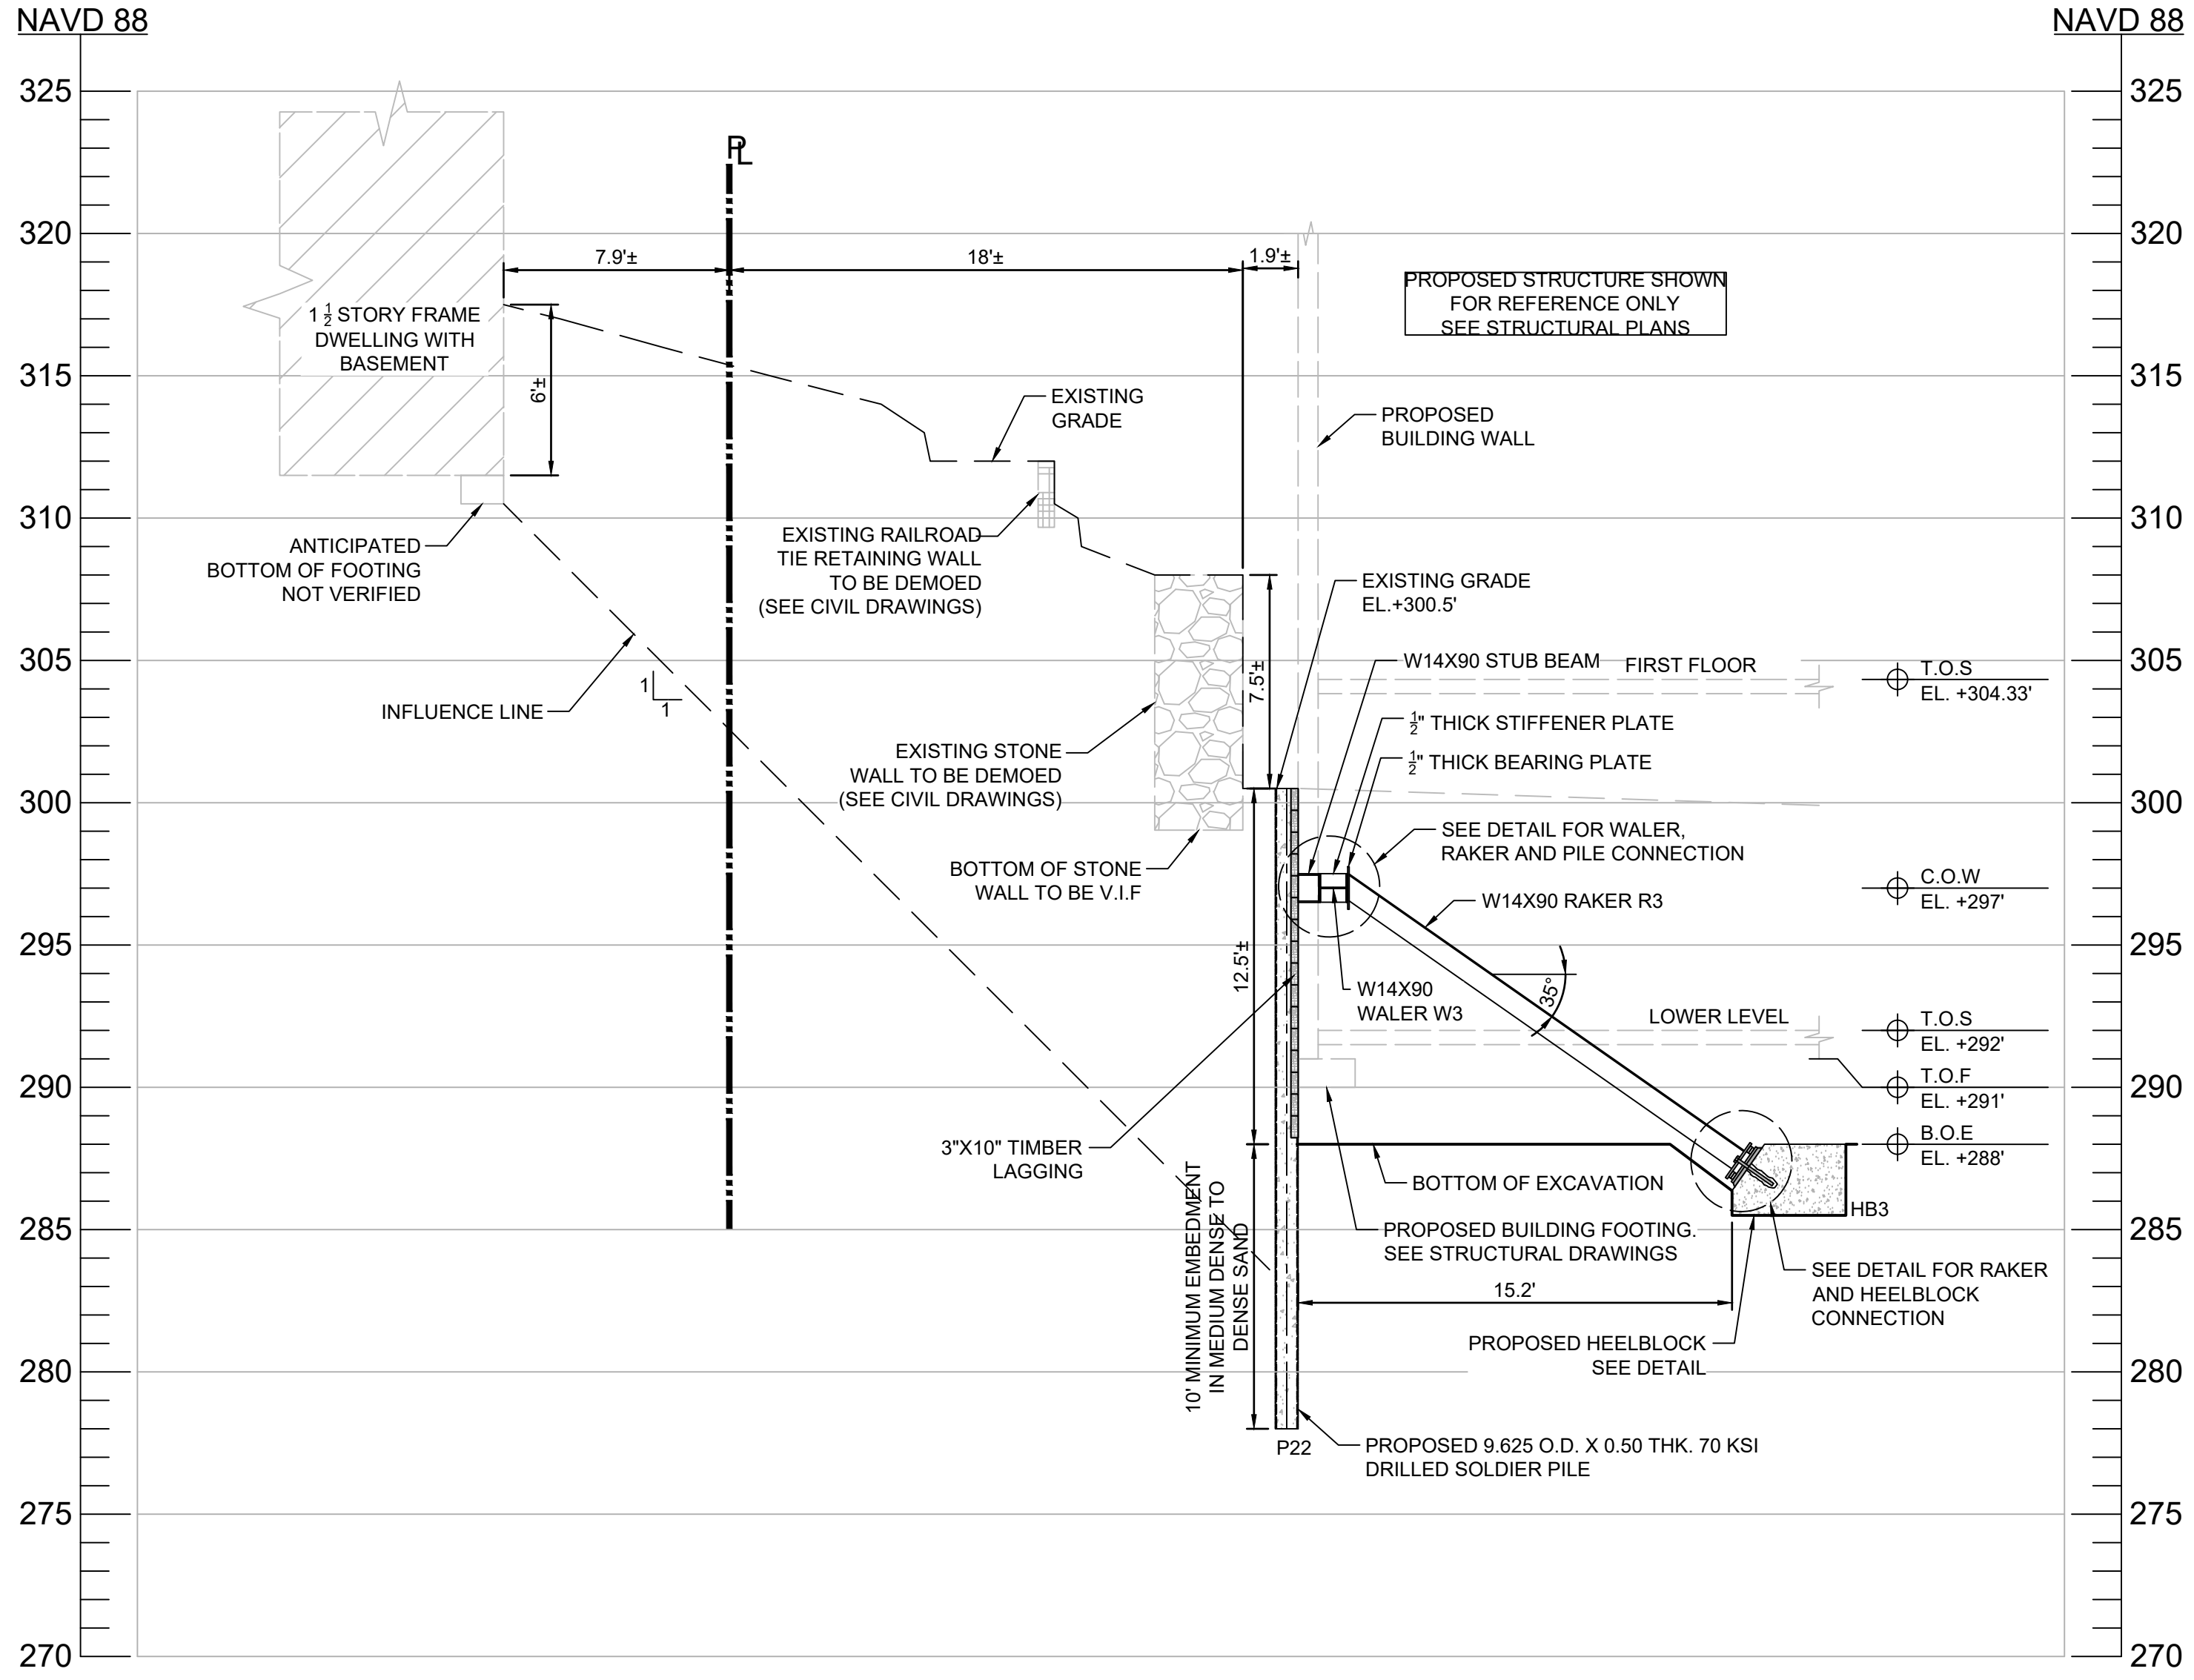 NAVD 88
NAVD 88
325
320
315
310
305
300
295
290
285
280
275
270
325
320
315
310
305
300
295
290
285
280
275
270
PL
7.9'±
18'±
1.9'±
PROPOSED STRUCTURE SHOWN
FOR REFERENCE ONLY
SEE STRUCTURAL PLANS
1 1/2 STORY FRAME
DWELLING WITH
BASEMENT
6'±
EXISTING
GRADE
PROPOSED
BUILDING WALL
ANTICIPATED
BOTTOM OF FOOTING
NOT VERIFIED
EXISTING RAILROAD
TIE RETAINING WALL
TO BE DEMOED
(SEE CIVIL DRAWINGS)
EXISTING GRADE
EL.+300.5'
7.5'±
W14X90 STUB BEAM
FIRST FLOOR
T.O.S
EL. +304.33'
1
1
INFLUENCE LINE
1/2" THICK STIFFENER PLATE
1/2" THICK BEARING PLATE
EXISTING STONE
WALL TO BE DEMOED
(SEE CIVIL DRAWINGS)
SEE DETAIL FOR WALER,
RAKER AND PILE CONNECTION
BOTTOM OF STONE
WALL TO BE V.I.F
C.O.W
EL. +297'
W14X90 RAKER R3
12.5'±
35°
W14X90
WALER W3
LOWER LEVEL
T.O.S
EL. +292'
T.O.F
EL. +291'
B.O.E
EL. +288'
3"X10" TIMBER
LAGGING
10' MINIMUM EMBEDMENT
IN MEDIUM DENSE TO
DENSE SAND
BOTTOM OF EXCAVATION
HB3
PROPOSED BUILDING FOOTING.
SEE STRUCTURAL DRAWINGS
SEE DETAIL FOR RAKER
AND HEELBLOCK
CONNECTION
15.2'
PROPOSED HEELBLOCK
SEE DETAIL
P22
PROPOSED 9.625 O.D. X 0.50 THK. 70 KSI
DRILLED SOLDIER PILE